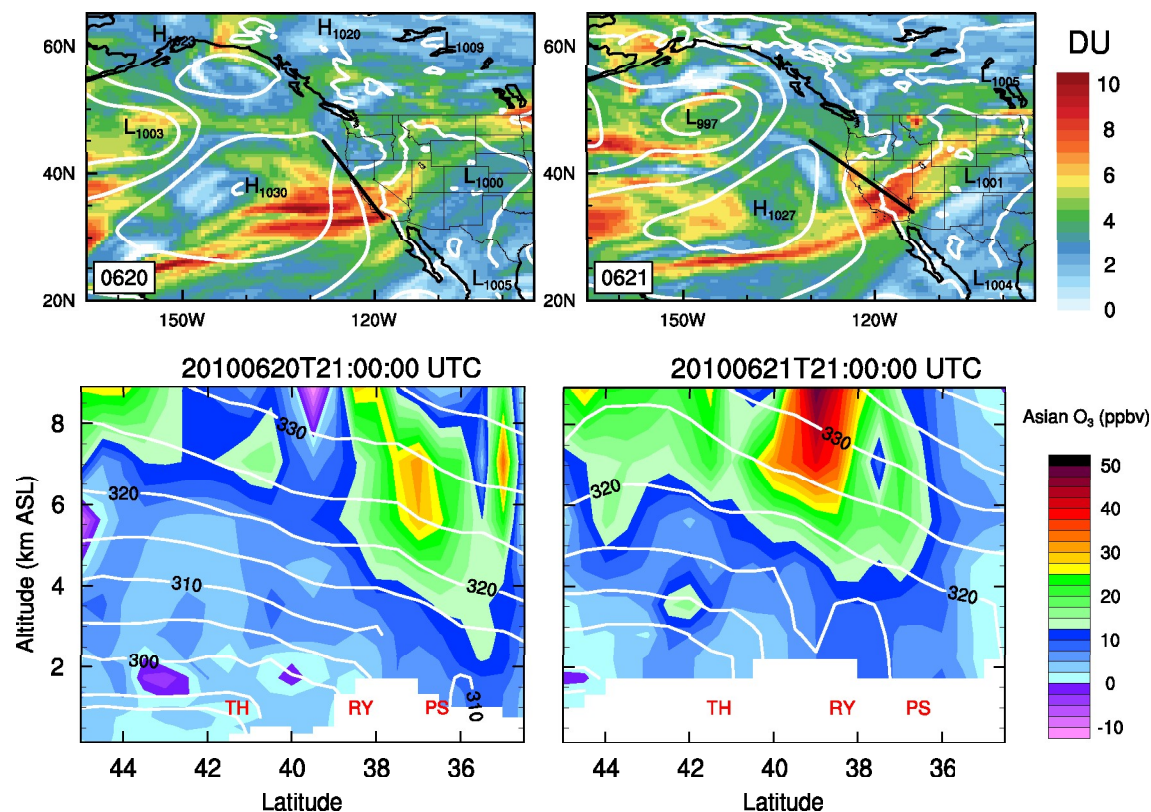 60N
40N
20N
H1023
H1020
L1009
L1003
H1030
L1000
L1005
0620
150W
120W
60N
40N
20N
L1005
L997
L1001
H1027
L1004
0621
150W
120W
DU
10
8
6
4
2
0
20100620T21:00:00 UTC
20100621T21:00:00 UTC
Altitude (km ASL)
8
6
4
2
330
320
310
300
320
310
TH
RY
PS
44
42
40
38
36
Latitude
330
320
320
TH
RY
PS
44
42
40
38
36
Latitude
Asian O3 (ppbv)
50
40
30
20
10
0
-10